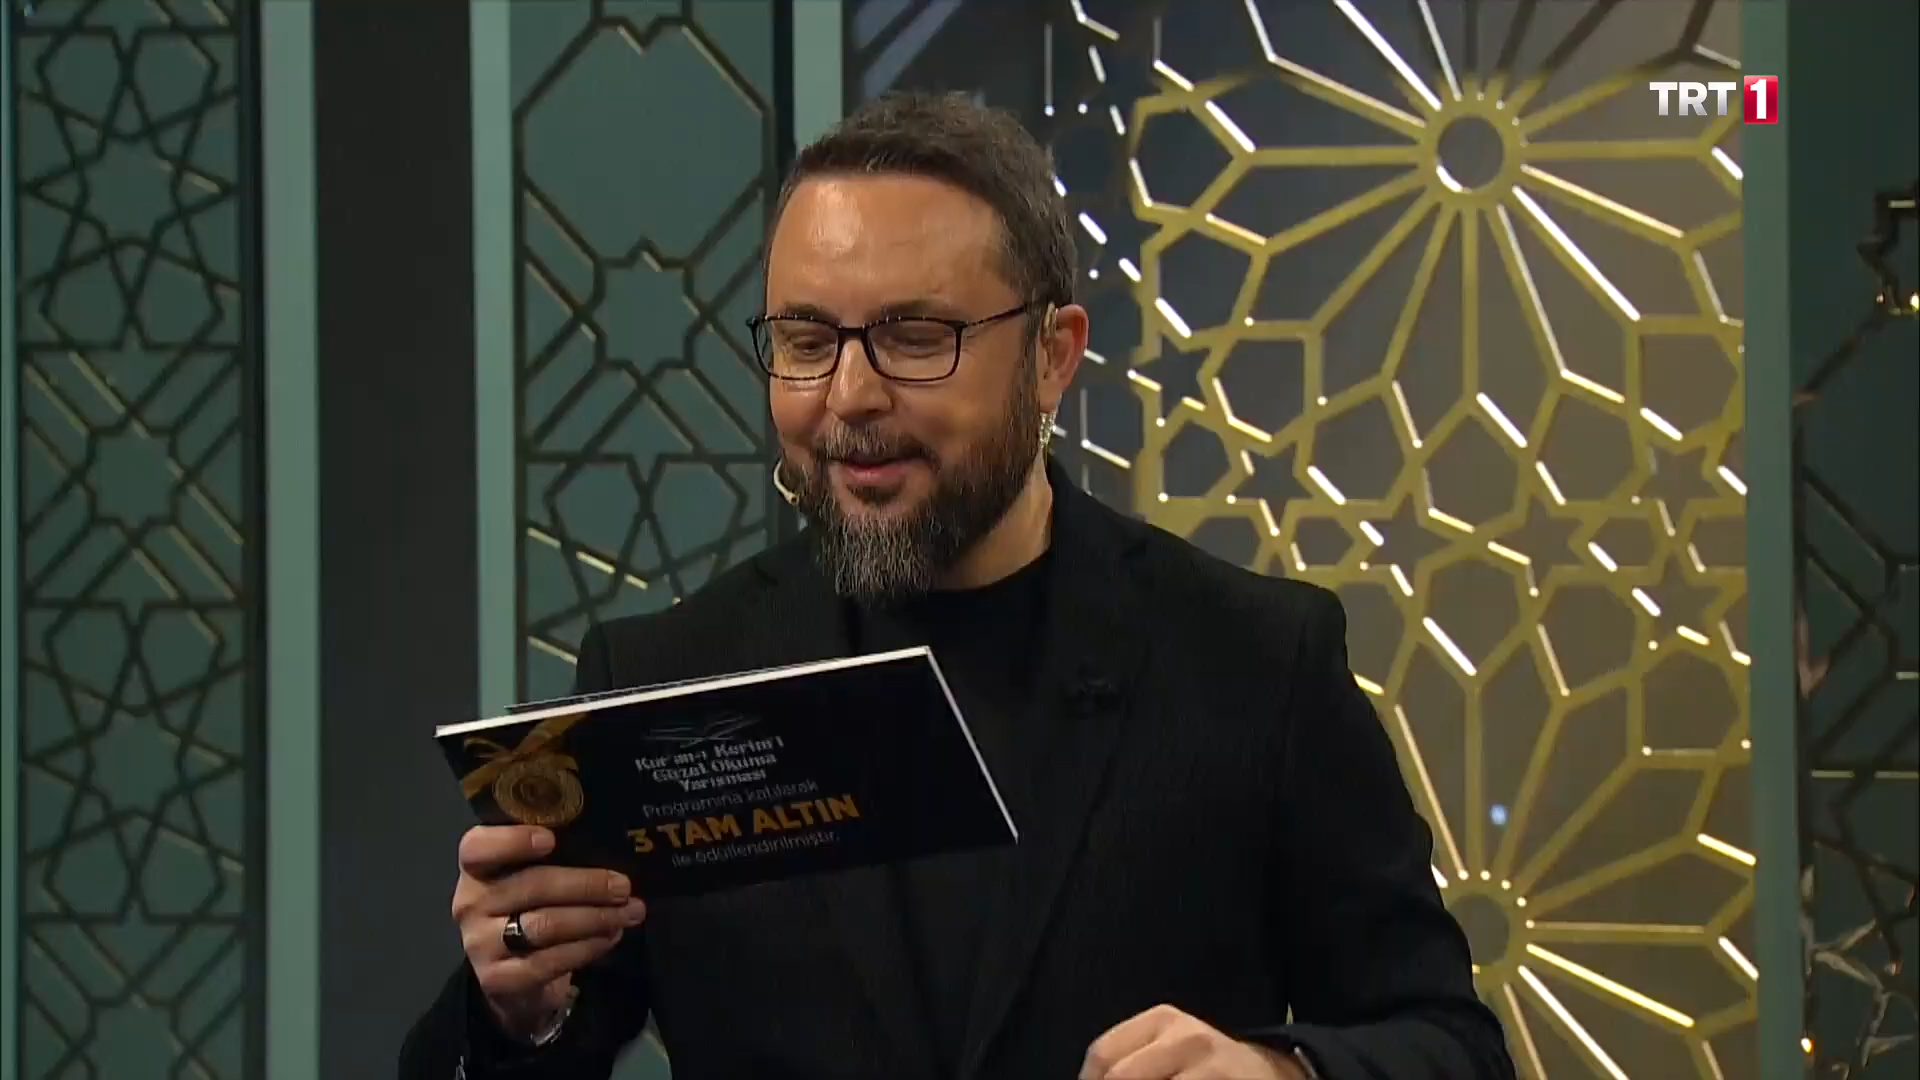 TRT 1
Kur'an-ı Kerim'i
Güzel Okuma
Yarışması
Programına katılarak
3 TAM ALTIN
ile ödüllendirilmiştir.